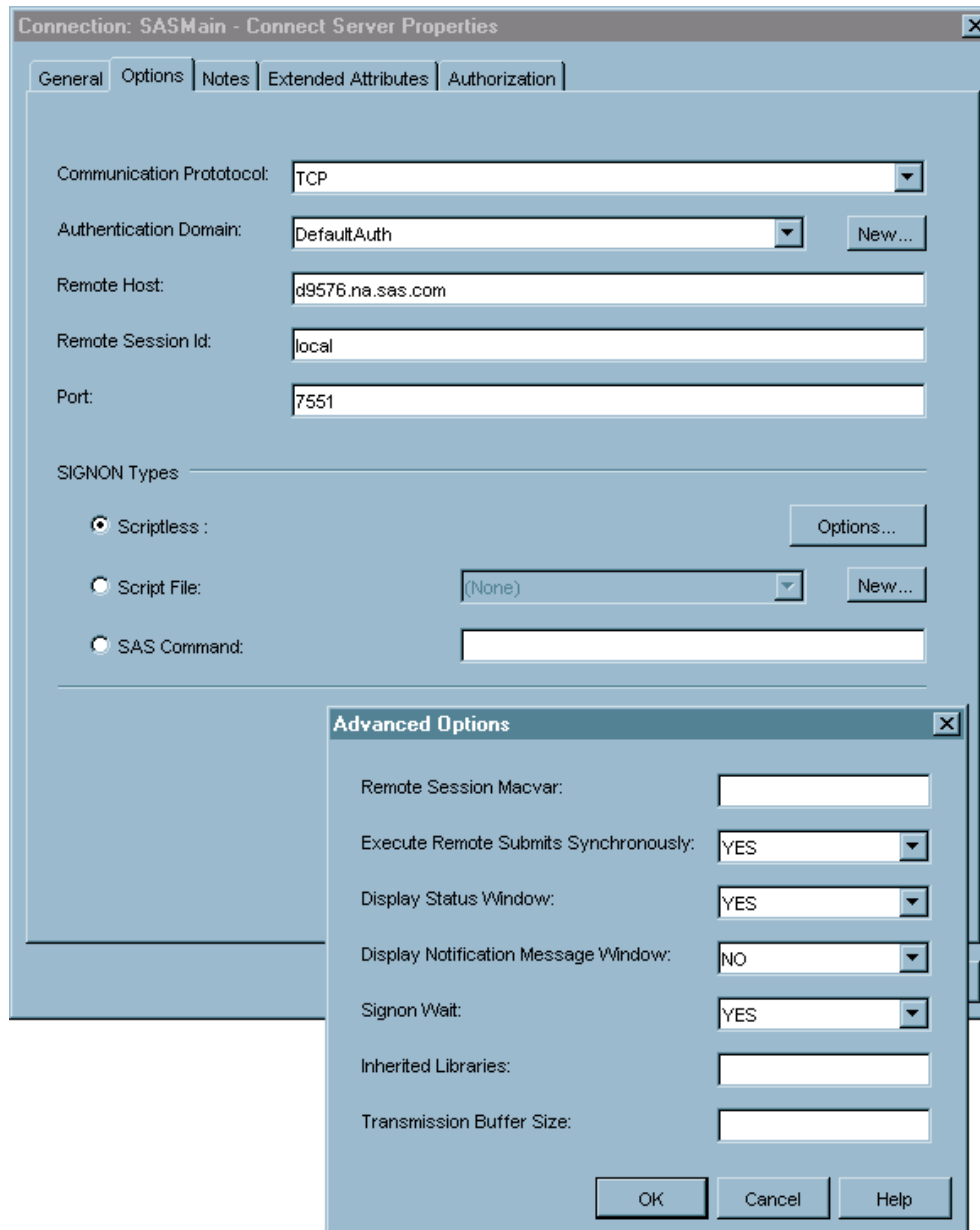 Connection: SASMain - Connect Server Properties
General Options Notes Extended Attributes Authorization
Communication Prototocol: TCP
Authentication Domain: DefaultAuth New...
Remote Host: d9576.na.sas.com
Remote Session Id: local
Port: 7551
SIGNON Types
Scriptless : Options...
Script File: (None) New...
SAS Command:
Advanced Options
Remote Session Macvar:
Execute Remote Submits Synchronously: YES
Display Status Window: YES
Display Notification Message Window: NO
Signon Wait: YES
Inherited Libraries:
Transmission Buffer Size:
OK Cancel Help